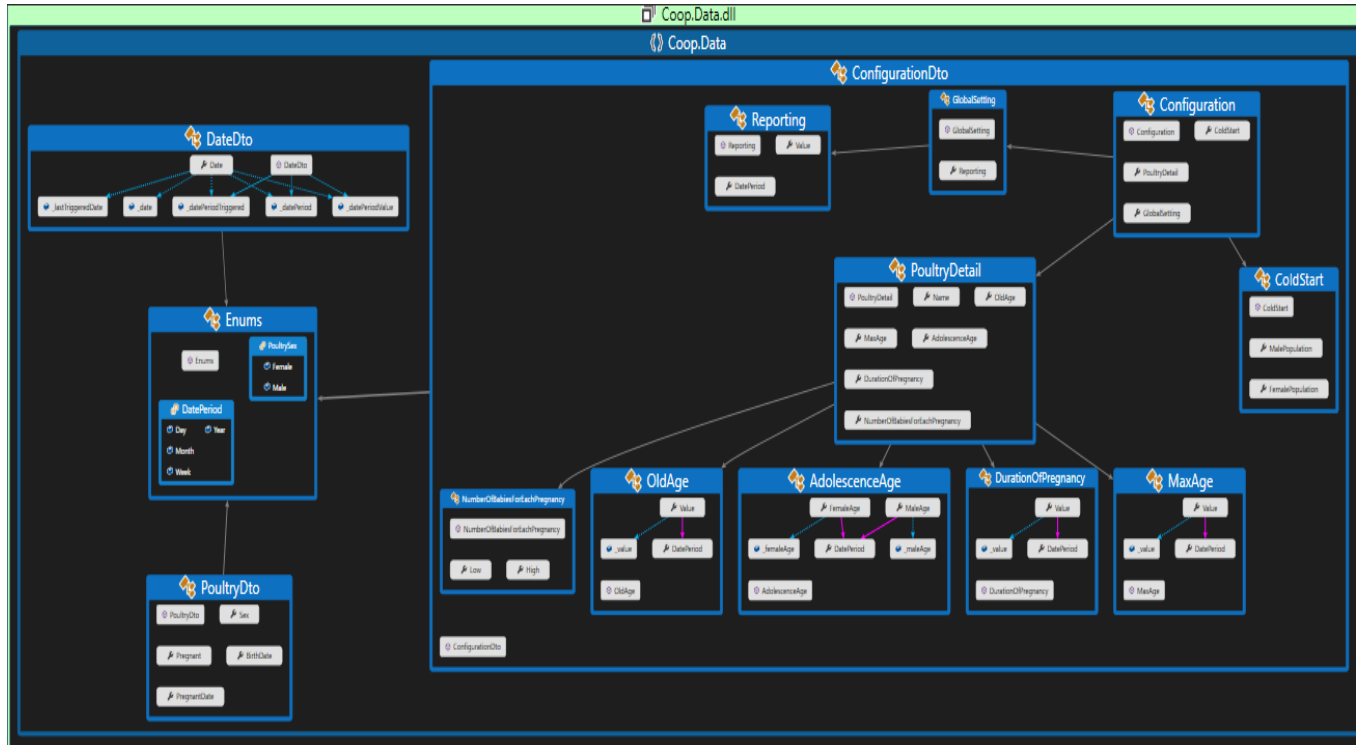 Coop.Data.dll
Coop.Data
DateDto
Date
DateDto
_lastTriggeredDate
_date
_datePeriodTriggered
_datePeriod
_datePeriodValue
Enums
Enums
PoultrySex
Female
Male
DatePeriod
Day
Year
Month
Week
PoultryDto
PoultryDto
Sex
Pregnant
BirthDate
PregnantDate
ConfigurationDto
Reporting
Reporting
Value
DatePeriod
GlobalSetting
GlobalSetting
Reporting
Configuration
Configuration
ColdStart
PoultryDetail
GlobalSetting
PoultryDetail
PoultryDetail
Name
OldAge
MaxAge
AdolescenceAge
DurationOfPregnancy
NumberOfBabiesForEachPregnancy
ColdStart
ColdStart
MalePopulation
FemalePopulation
NumberOfBabiesForEachPregnancy
NumberOfBabiesForEachPregnancy
Low
High
OldAge
Value
_value
DatePeriod
OldAge
AdolescenceAge
FemaleAge
MaleAge
_femaleAge
DatePeriod
_maleAge
AdolescenceAge
DurationOfPregnancy
Value
_value
DatePeriod
DurationOfPregnancy
MaxAge
Value
_value
DatePeriod
MaxAge
ConfigurationDto